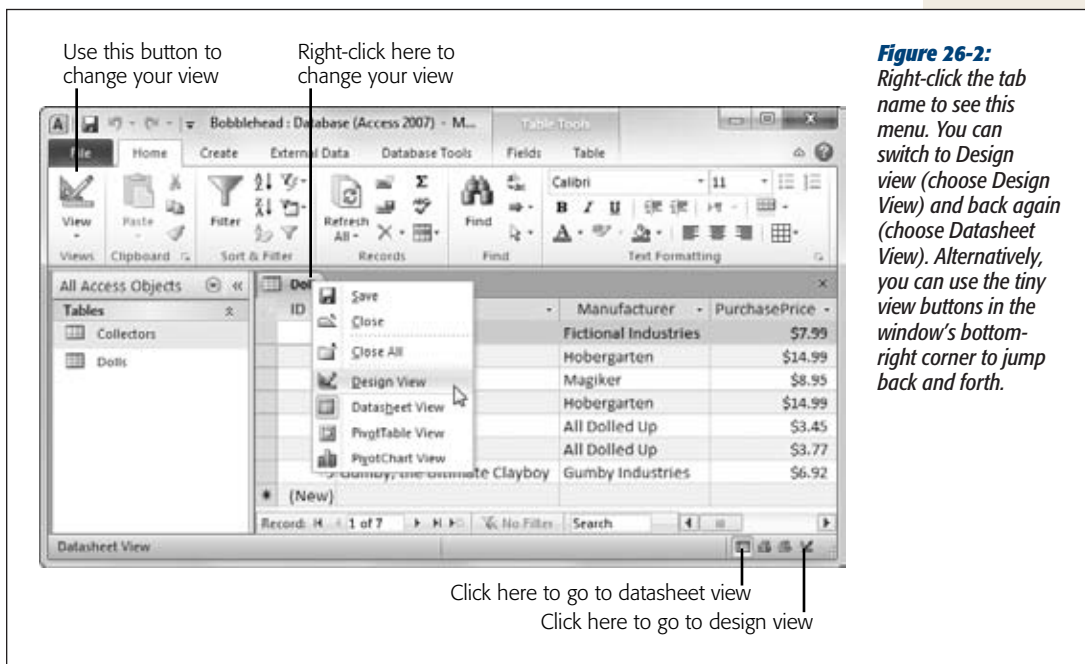 Use this button to
change your view
Right-click here to
change your view
Figure 26-2:
Right-click the tab
name to see this
menu. You can
switch to Design
view (choose Design
View) and back again
(choose Datasheet
View). Alternatively,
you can use the tiny
view buttons in the
window's bottom-
right corner to jump
back and forth.
A Bobblehead : Database (Access 2007) - M... Table Tools
File Home Create External Data Database Tools Fields Table
View Paste Filter Refresh All Find Calibri 11
B I U
A
Views Clipboard Sort & Filter Records Find Text Formatting
All Access Objects
Tables
Collectors
Dolls
Dol
ID Manufacturer PurchasePrice
Save
Close
Close All
Design View
Datasheet View
PivotTable View
PivotChart View
Fictional Industries $7.99
Hobergarten $14.99
Magiker $8.95
Hobergarten $14.99
All Dolled Up $3.45
All Dolled Up $3.77
Gumby, the Ultimate Clayboy Gumby Industries $6.92
* (New)
Record: 1 of 7 No Filter Search
Datasheet View
Click here to go to datasheet view
Click here to go to design view